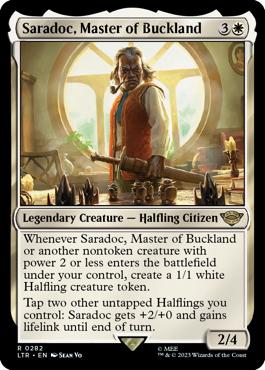 Saradoc, Master of Buckland 3
Legendary Creature — Halfling Citizen
Whenever Saradoc, Master of Buckland
or another nontoken creature with
power 2 or less enters the battlefield
under your control, create a 1/1 white
Halfling creature token.
Tap two other untapped Halflings you
control: Saradoc gets +2/+0 and gains
lifelink until end of turn.
2/4
R 0282
LTR • EN Sean Vo
© MEE
™ & © 2023 Wizards of the Coast